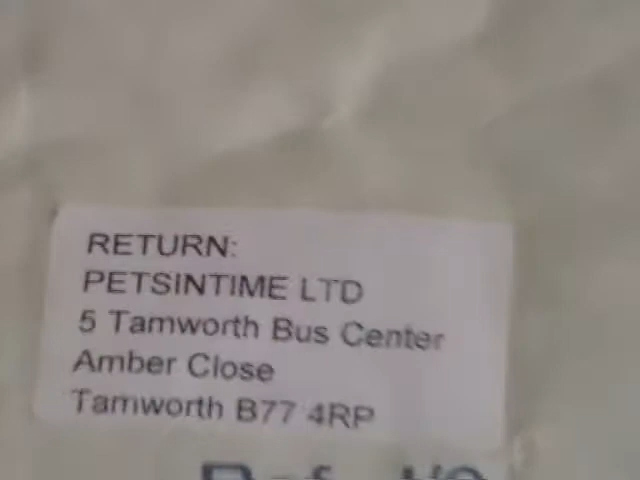 RETURN:
PETSINTIME LTD
5 Tamworth Bus Center
Amber Close
Tamworth B77 4RP